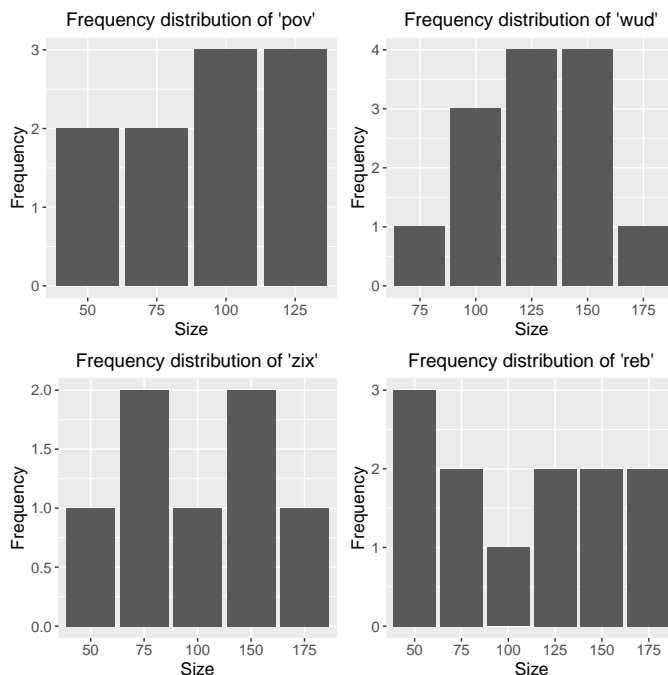 Frequency distribution of 'pov'
Frequency
3
2
1
0
50 75 100 125
Size
Frequency distribution of 'wud'
Frequency
4
3
2
1
0
75 100 125 150 175
Size
Frequency distribution of 'zix'
Frequency
2.0
1.5
1.0
0.5
0.0
50 75 100 150 175
Size
Frequency distribution of 'reb'
Frequency
3
2
1
0
50 75 100 125 150 175
Size